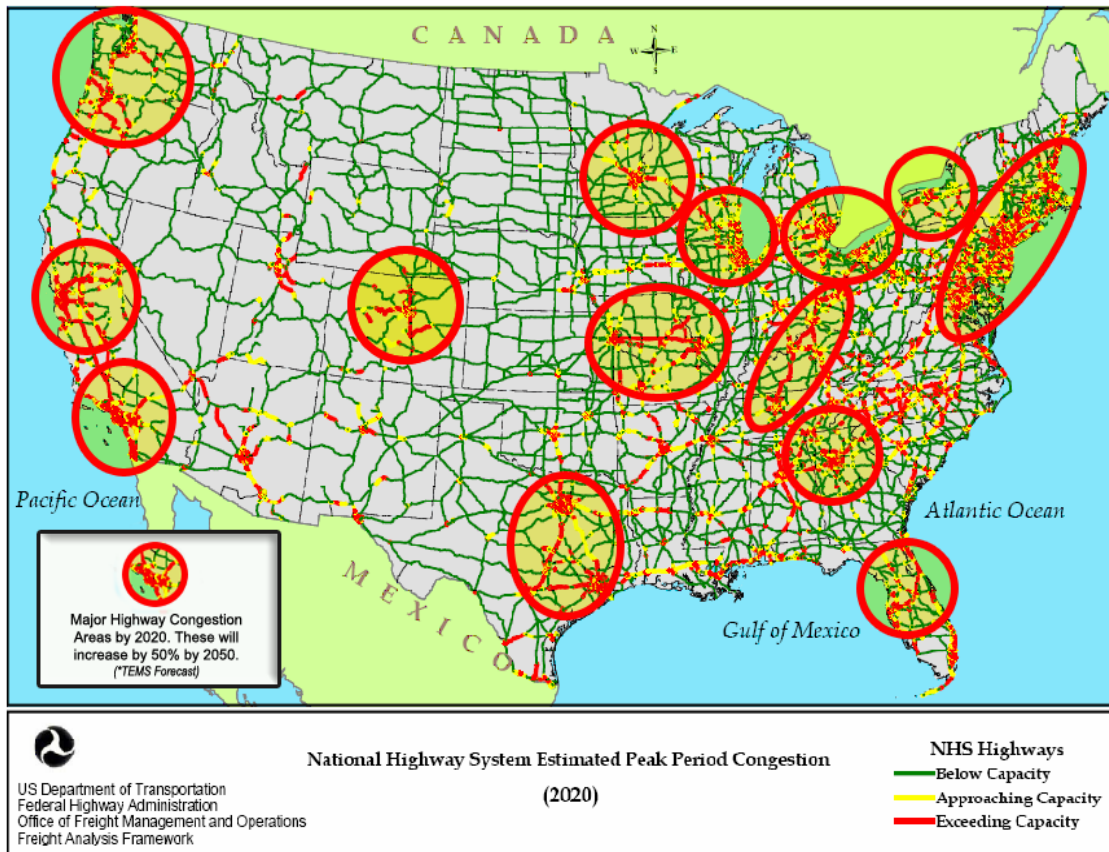 CANADA
N
W E
S
Pacific Ocean
Atlantic Ocean
MEXICO
Gulf of Mexico
Major Highway Congestion
Areas by 2020. These will
increase by 50% by 2050.
(*TEMS Forecast)
US Department of Transportation
Federal Highway Administration
Office of Freight Management and Operations
Freight Analysis Framework
National Highway System Estimated Peak Period Congestion
(2020)
NHS Highways
Below Capacity
Approaching Capacity
Exceeding Capacity